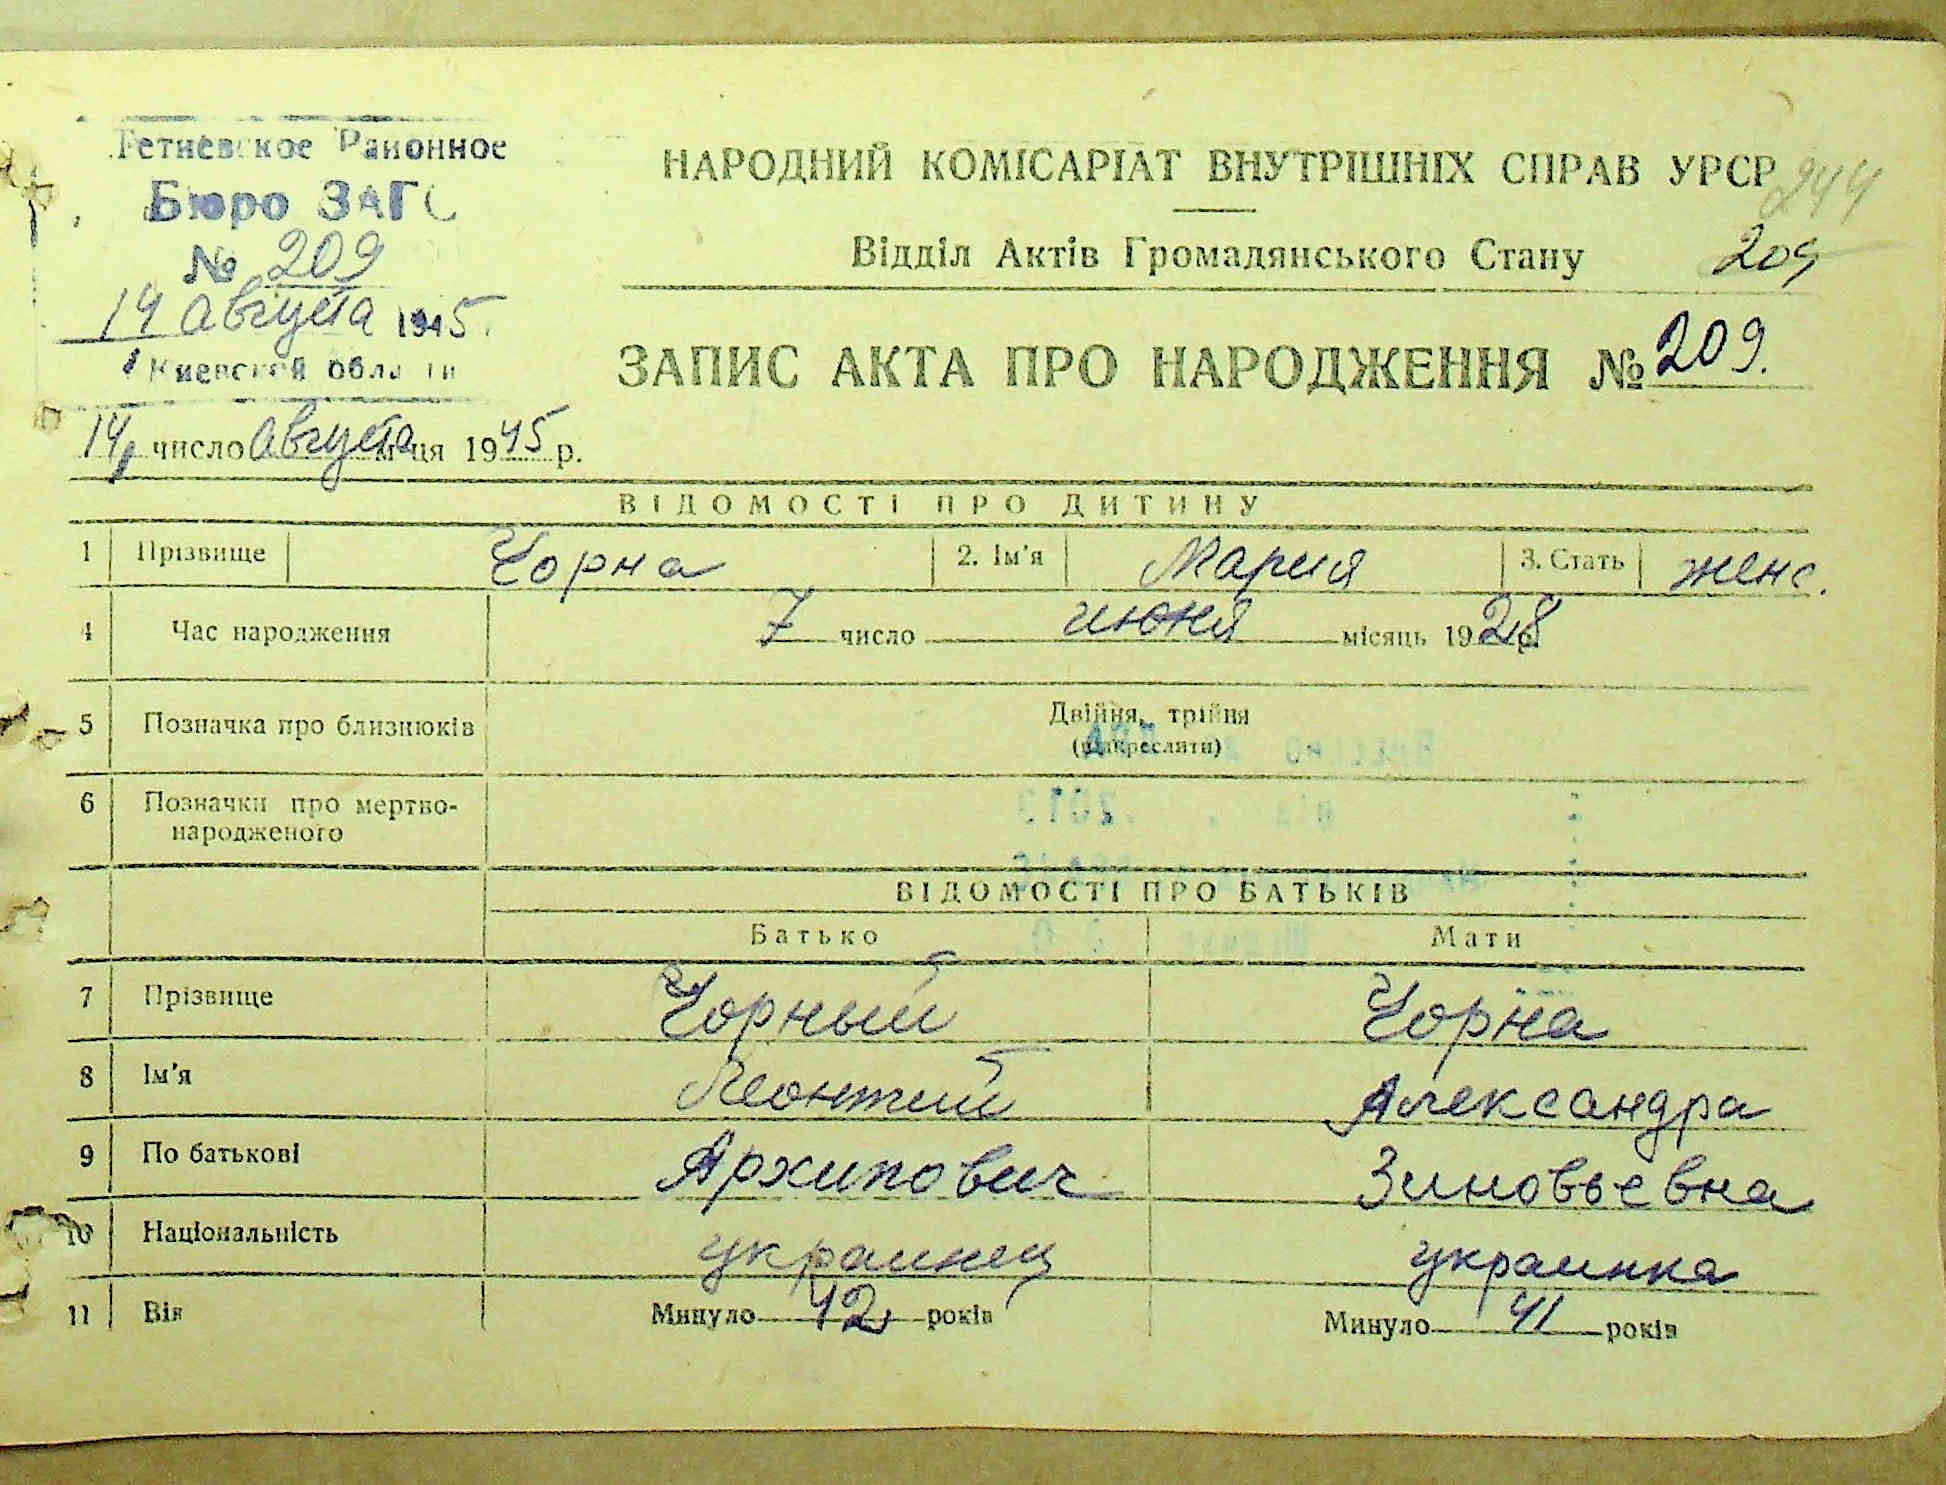 Тетиевское Районное
Бюро ЗАГС
№ 209
14 августа 1945.
Киевской области
НАРОДНИЙ КОМІСАРІАТ ВНУТРІШНІХ СПРАВ УРСР
244
Відділ Актів Громадянського Стану 209
ЗАПИС АКТА ПРО НАРОДЖЕННЯ № 209.
14 число августа м-ця 1945 р.
ВІДОМОСТІ ПРО ДИТИНУ
1 Прізвище Чорна 2. Ім'я Мария 3. Стать женс.
4 Час народження 7 число июня місяць 1928 р.
5 Позначка про близнюків Двійня, трійня
(підкреслити)
6 Позначки про мертво-
народженого
ВІДОМОСТІ ПРО БАТЬКІВ
Батько Мати
7 Прізвище Чорный Чорна
8 Ім'я Леонтий Александра
9 По батькові Архипович Зиновьевна
10 Національність украинец украинка
11 Вік Минуло 42 років Минуло 41 років